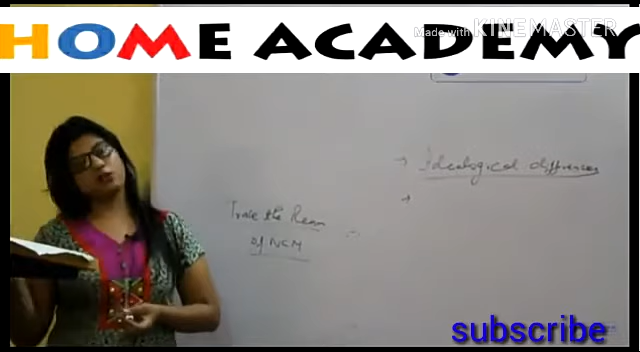 HOME ACADEMY
Made with KINEMASTER
→ Ideological differences
→
Trace the Reason
of NCM
subscribe